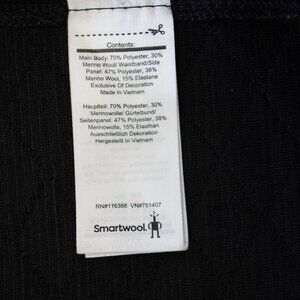 Contents:
Main Body: 70% Polyester, 30%
Merino Wool/ Waistband/Side
Panel: 47% Polyester, 38%
Merino Wool, 15% Elastane
Exclusive Of Decoration
Made In Vietnam
Hauptteil: 70% Polyester, 30%
Merinowolle/ Gürtelbund/
Seitenpanel: 47% Polyester, 38%
Merinowolle, 15% Elasthan
Ausschließlich Dekoration
Hergestellt in Vietnam
RN#116388 VN#751407
Smartwool